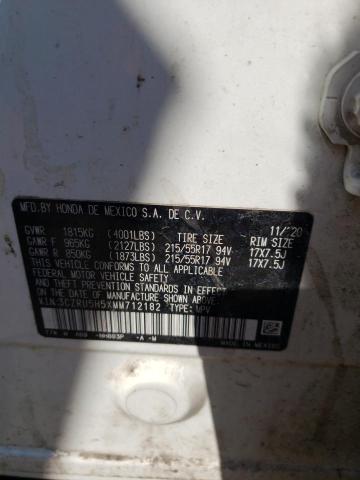 MFD.BY HONDA DE MEXICO S.A. DE C.V. 11/'20
GVWR 1815KG (4001LBS) TIRE SIZE RIM SIZE
GAWR F 965KG (2127LBS) 215/55R17 94V 17X7.5J
GAWR R 850KG (1873LBS) 215/55R17 94V 17X7.5J
THIS VEHICLE CONFORMS TO ALL APPLICABLE
FEDERAL MOTOR VEHICLE SAFETY, BUMPER, AND
THEFT PREVENTION STANDARDS IN EFFECT ON
THE DATE OF MANUFACTURE SHOWN ABOVE.
V.I.N.:3CZRU5H5XMM712182 TYPE: MPV
-NH883P -A -M
MADE IN MEXICO